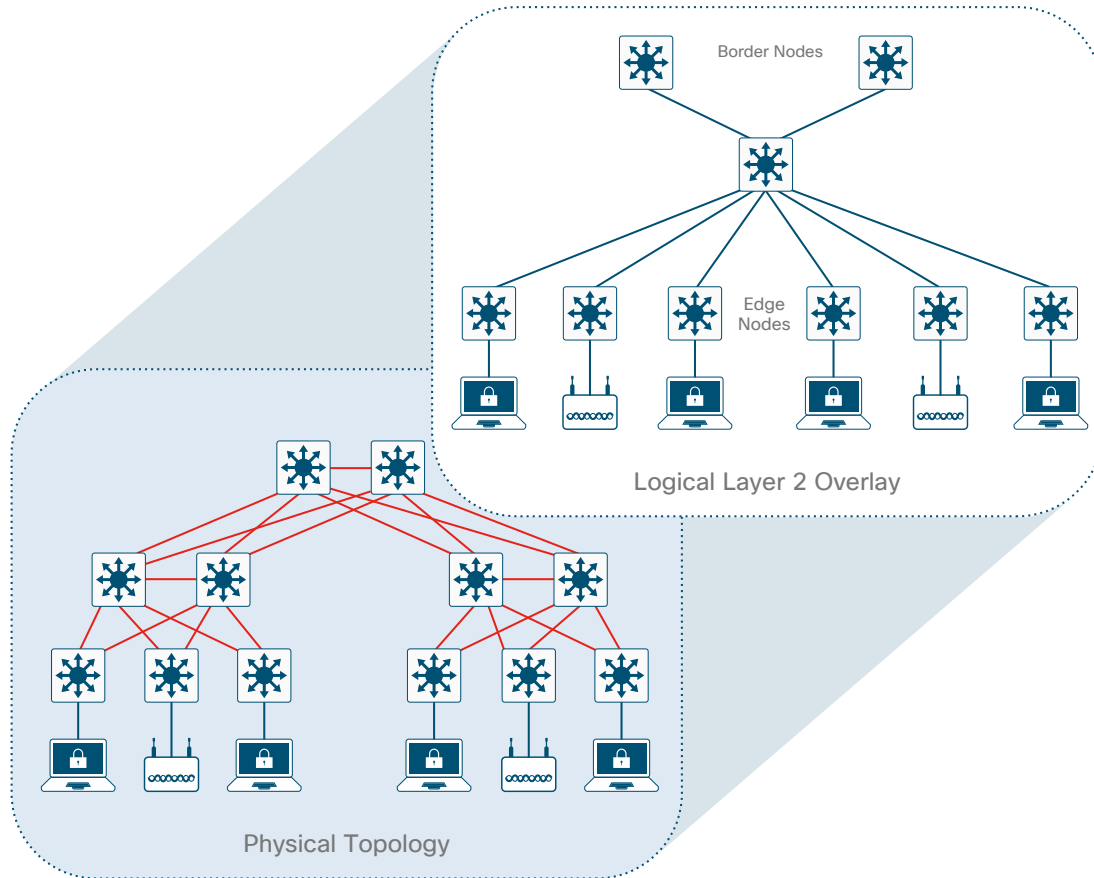 Border Nodes
Edge
Nodes
Logical Layer 2 Overlay
Physical Topology